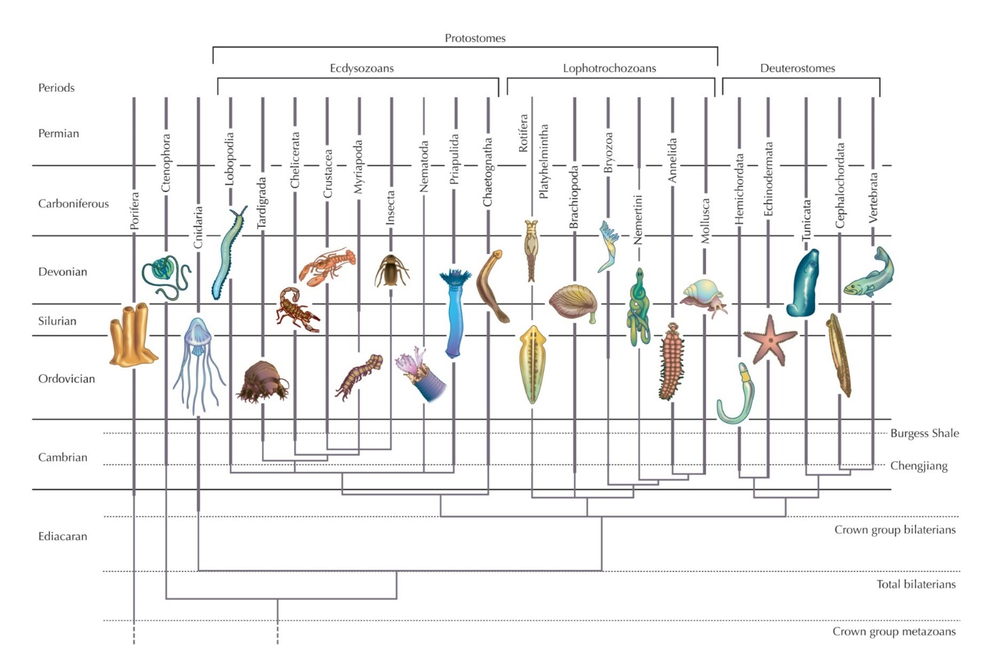 Protostomes
Ecdysozoans
Lophotrochozoans
Deuterostomes
Periods
Permian
Carboniferous
Devonian
Silurian
Ordovician
Cambrian
Ediacaran
Porifera
Ctenophora
Cnidaria
Lobopodia
Tardigrada
Chelicerata
Crustacea
Myriapoda
Insecta
Nematoda
Priapulida
Chaetognatha
Rotifera
Platyhelmintha
Brachiopoda
Bryozoa
Nemertini
Annelida
Mollusca
Hemichordata
Echinodermata
Tunicata
Cephalochordata
Vertebrata
Burgess Shale
Chengjiang
Crown group bilaterians
Total bilaterians
Crown group metazoans